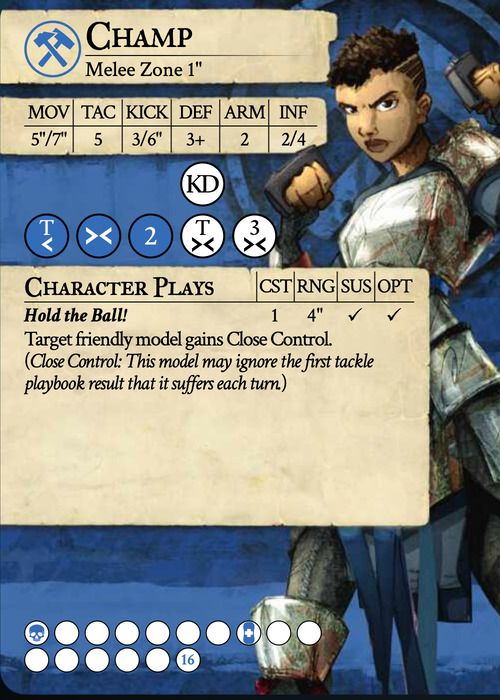 CHAMP
Melee Zone 1"
MOV TAC KICK DEF ARM INF
5"/7" 5 3/6" 3+ 2 2/4
KD
T 2 T 3
CHARACTER PLAYS CST RNG SUS OPT
Hold the Ball! 1 4" ✓ ✓
Target friendly model gains Close Control.
(Close Control: This model may ignore the first tackle
playbook result that it suffers each turn.)
16